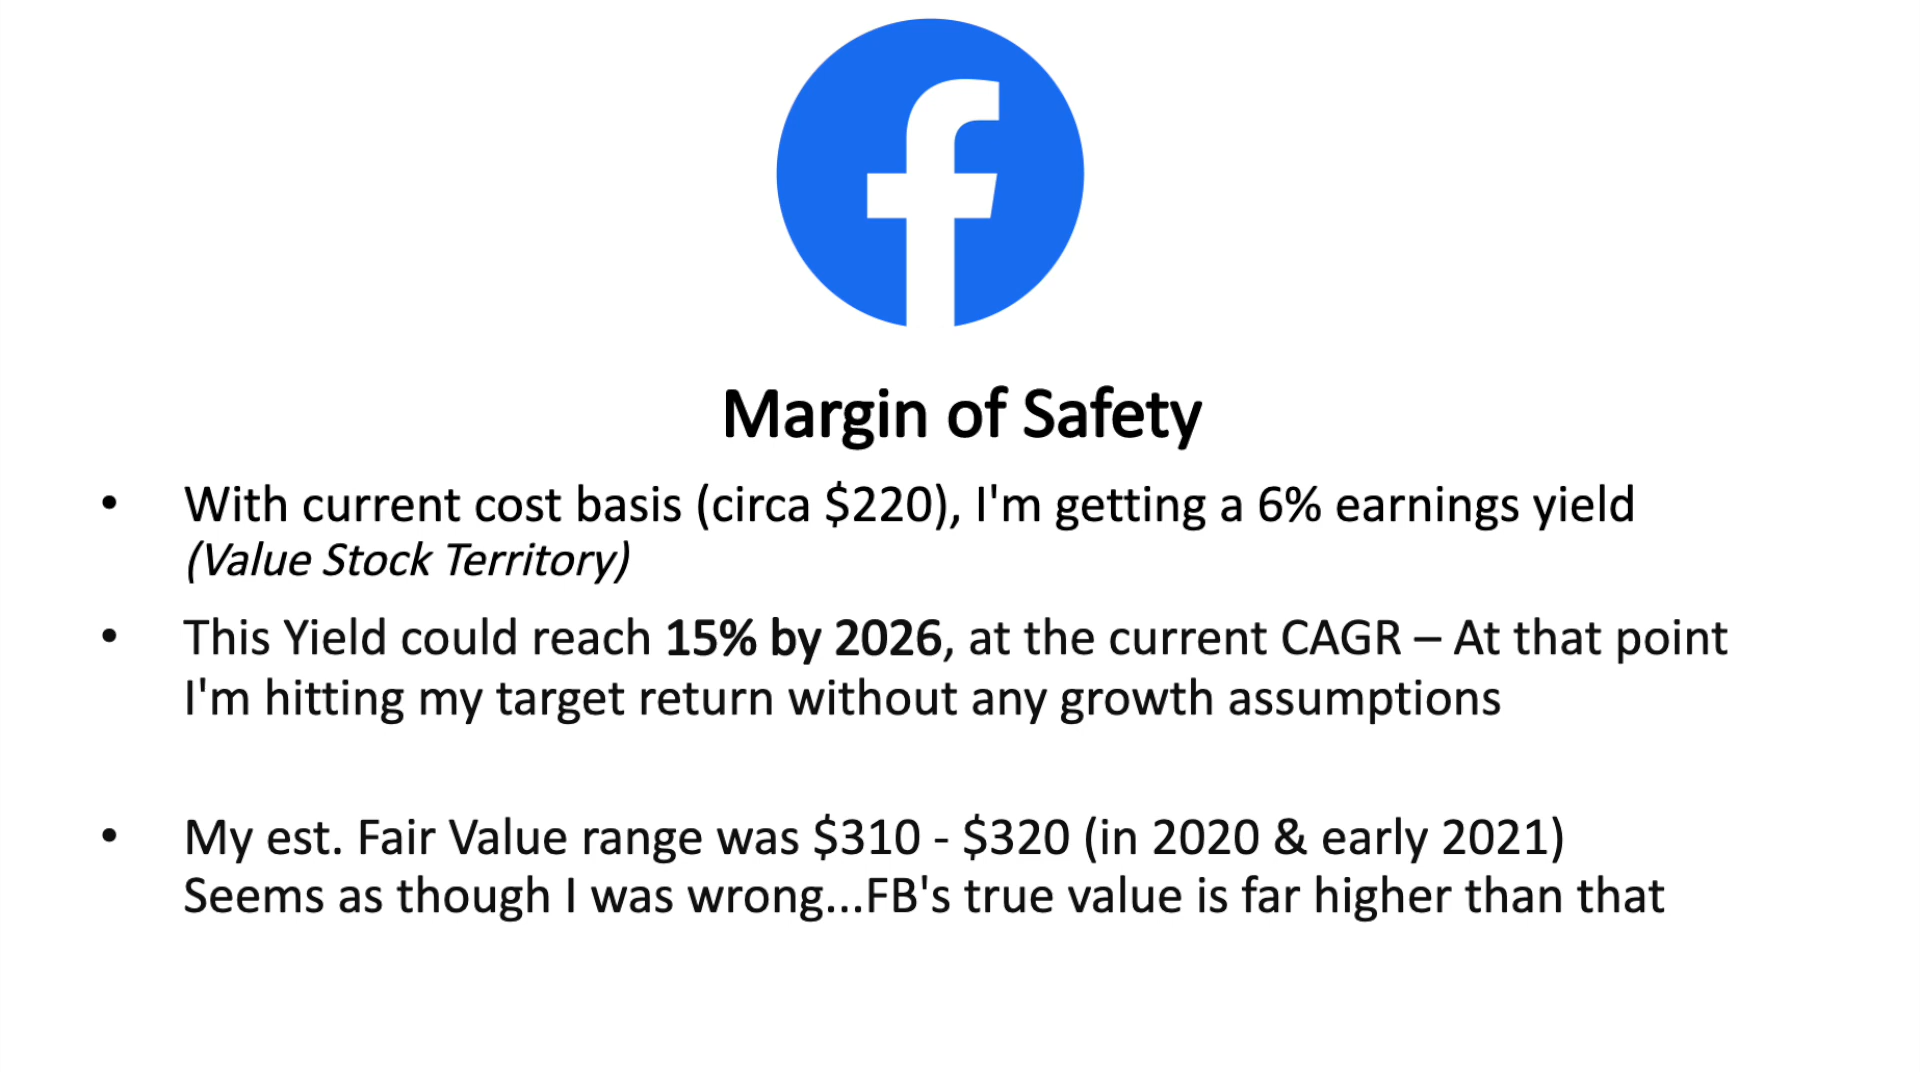 Margin of Safety
• With current cost basis (circa $220), I'm getting a 6% earnings yield
(Value Stock Territory)
• This Yield could reach 15% by 2026, at the current CAGR – At that point
I'm hitting my target return without any growth assumptions
• My est. Fair Value range was $310 - $320 (in 2020 & early 2021)
Seems as though I was wrong...FB's true value is far higher than that